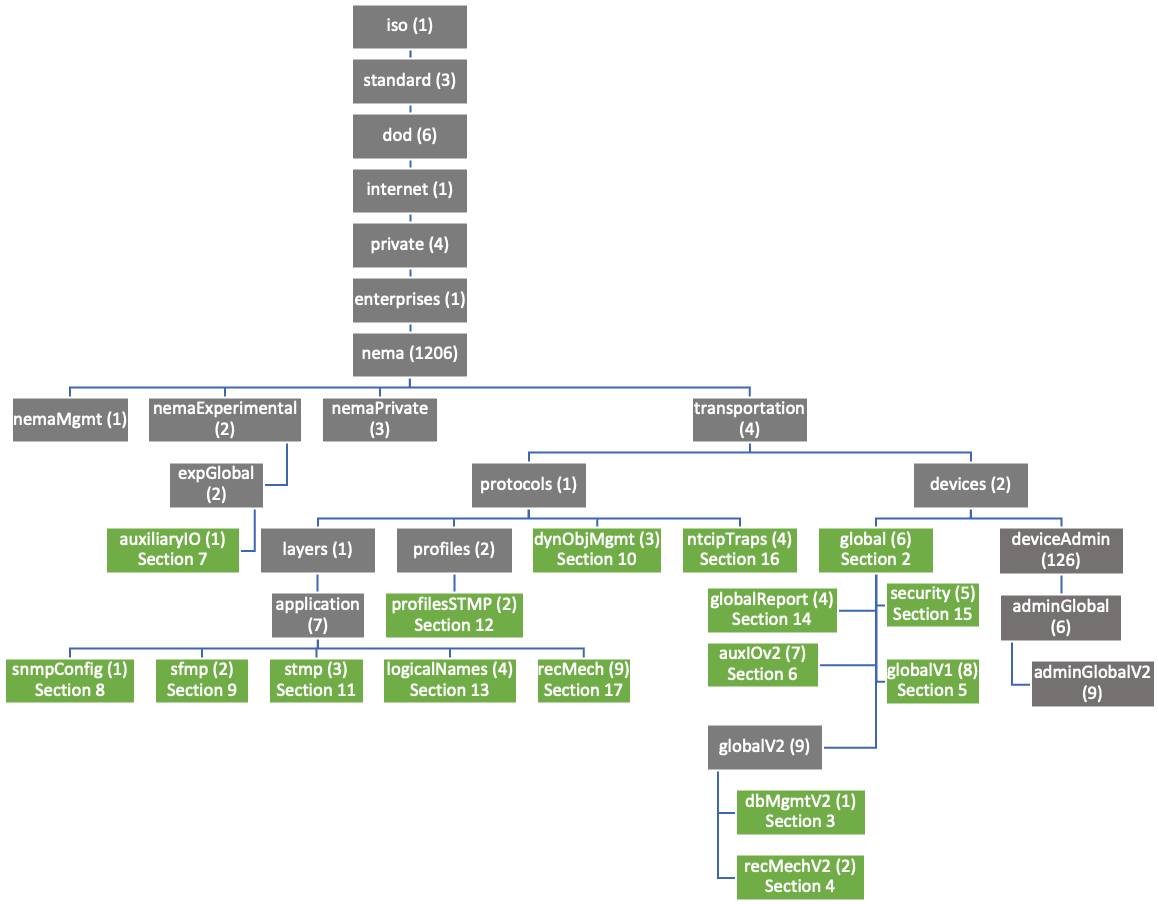 iso (1)
standard (3)
dod (6)
internet (1)
private (4)
enterprises (1)
nema (1206)
nemaMgmt (1)
nemaExperimental
(2)
nemaPrivate
(3)
transportation
(4)
expGlobal
(2)
protocols (1)
devices (2)
auxiliaryIO (1)
Section 7
layers (1)
profiles (2)
dynObjMgmt (3)
Section 10
ntcipTraps (4)
Section 16
global (6)
Section 2
deviceAdmin
(126)
application
(7)
profilesSTMP (2)
Section 12
globalReport (4)
Section 14
security (5)
Section 15
adminGlobal
(6)
snmpConfig (1)
Section 8
sfmp (2)
Section 9
stmp (3)
Section 11
logicalNames (4)
Section 13
recMech (9)
Section 17
auxIOv2 (7)
Section 6
globalV1 (8)
Section 5
adminGlobalV2
(9)
globalV2 (9)
dbMgmtV2 (1)
Section 3
recMechV2 (2)
Section 4